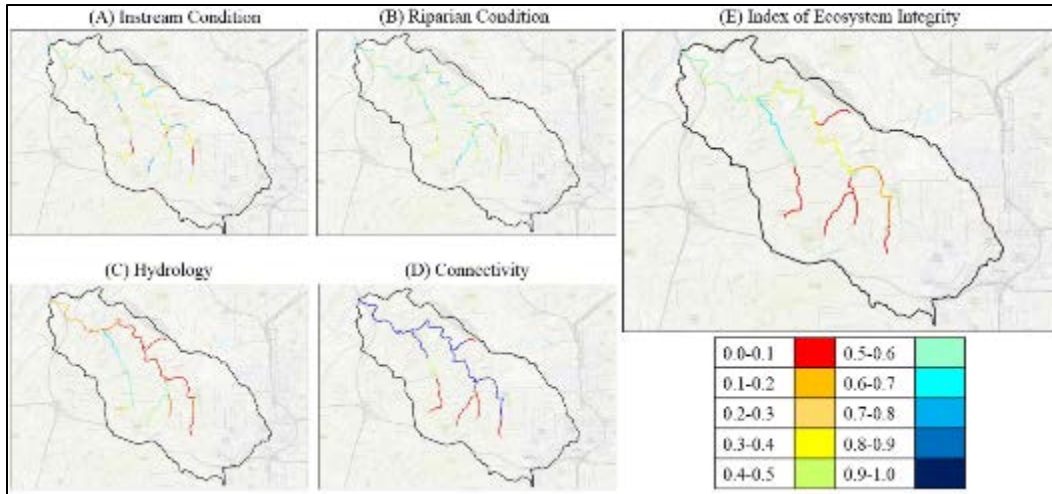 (A) Instream Condition
(B) Riparian Condition
(E) Index of Ecosystem Integrity
(C) Hydrology
(D) Connectivity
0.0-0.1 0.5-0.6
0.1-0.2 0.6-0.7
0.2-0.3 0.7-0.8
0.3-0.4 0.8-0.9
0.4-0.5 0.9-1.0